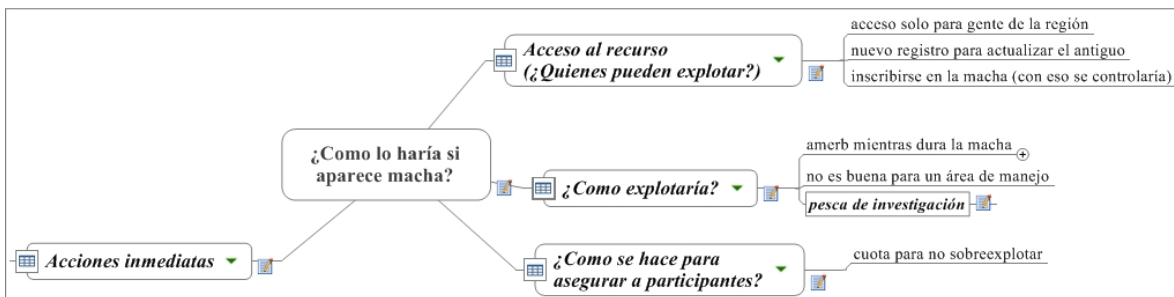 acceso solo para gente de la región
Acceso al recurso
(¿Quienes pueden explotar?)
nuevo registro para actualizar el antiguo
inscribirse en la macha (con eso se controlaría)
¿Como lo haría si
aparece macha?
amerb mientras dura la macha
¿Como explotaría?
no es buena para un área de manejo
pesca de investigación
Acciones inmediatas
¿Como se hace para
asegurar a participantes?
cuota para no sobreexplotar